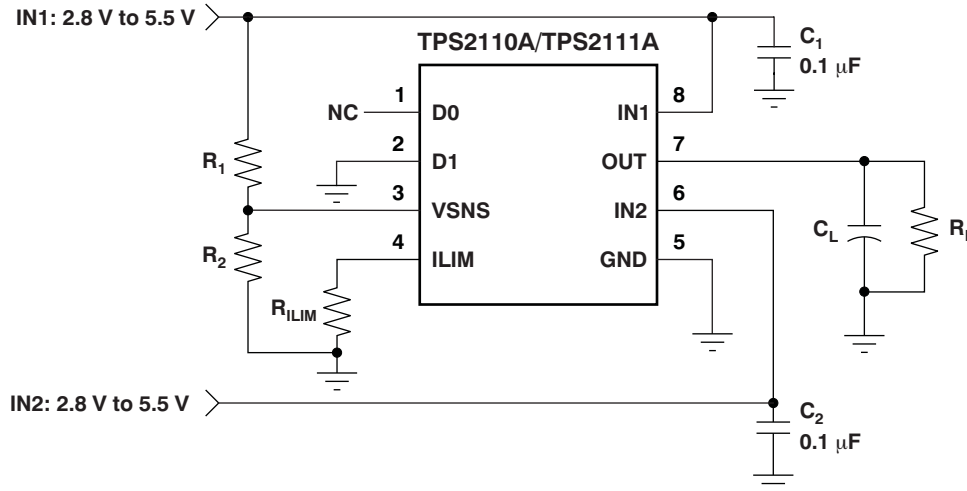 IN1: 2.8 V to 5.5 V
TPS2110A/TPS2111A
C1
0.1 µF
NC
1
D0
IN1
8
2
D1
OUT
7
R1
3
VSNS
IN2
6
CL
R2
4
ILIM
GND
5
RILIM
IN2: 2.8 V to 5.5 V
C2
0.1 µF